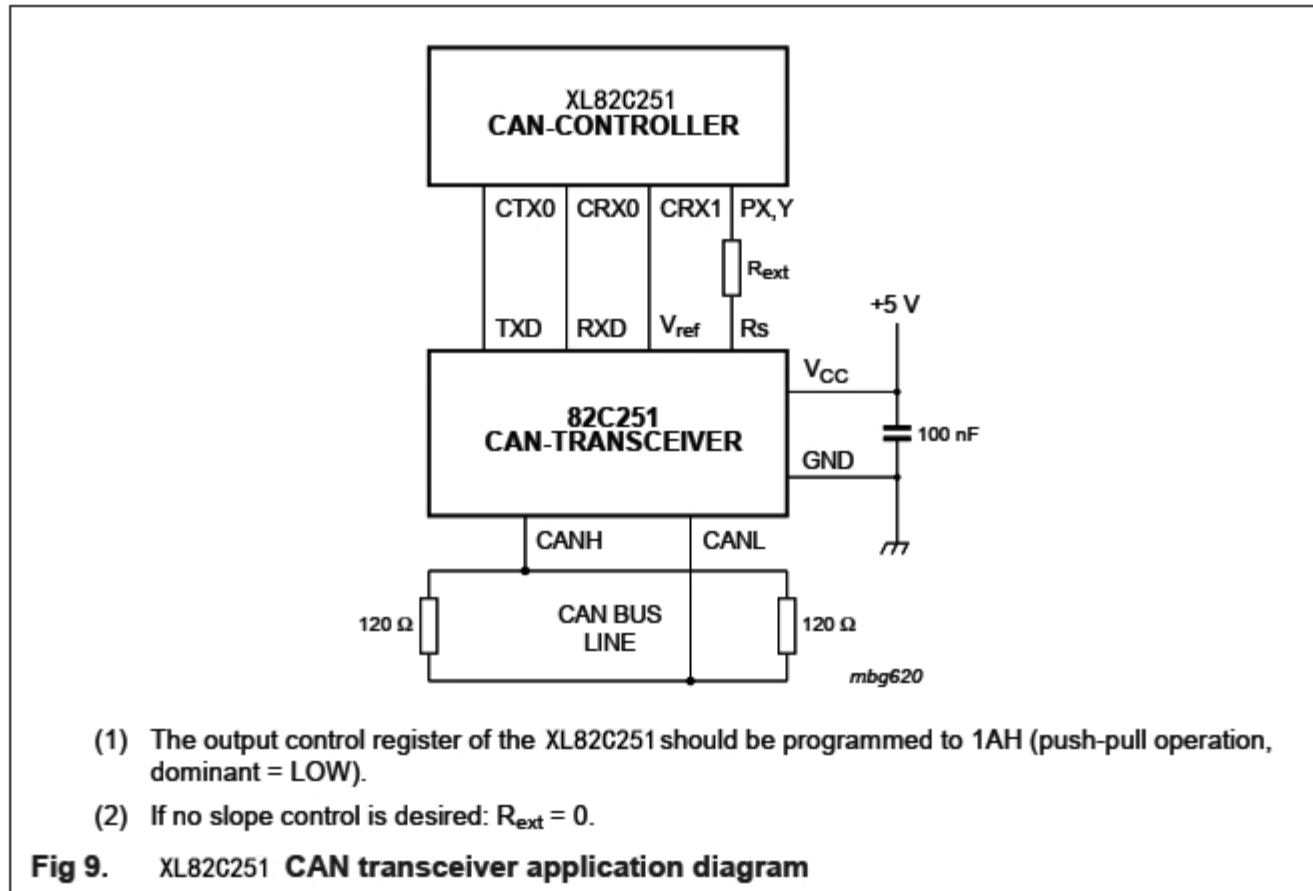 XL82C251
CAN-CONTROLLER
CTX0 CRX0 CRX1 PX,Y
Rext
+5 V
TXD RXD Vref Rs
VCC
82C251
CAN-TRANSCEIVER
100 nF
GND
CANH CANL
120 Ω CAN BUS 120 Ω
LINE
mbg620
(1) The output control register of the XL82C251 should be programmed to 1AH (push-pull operation,
dominant = LOW).
(2) If no slope control is desired: Rext = 0.
Fig 9. XL82C251 CAN transceiver application diagram